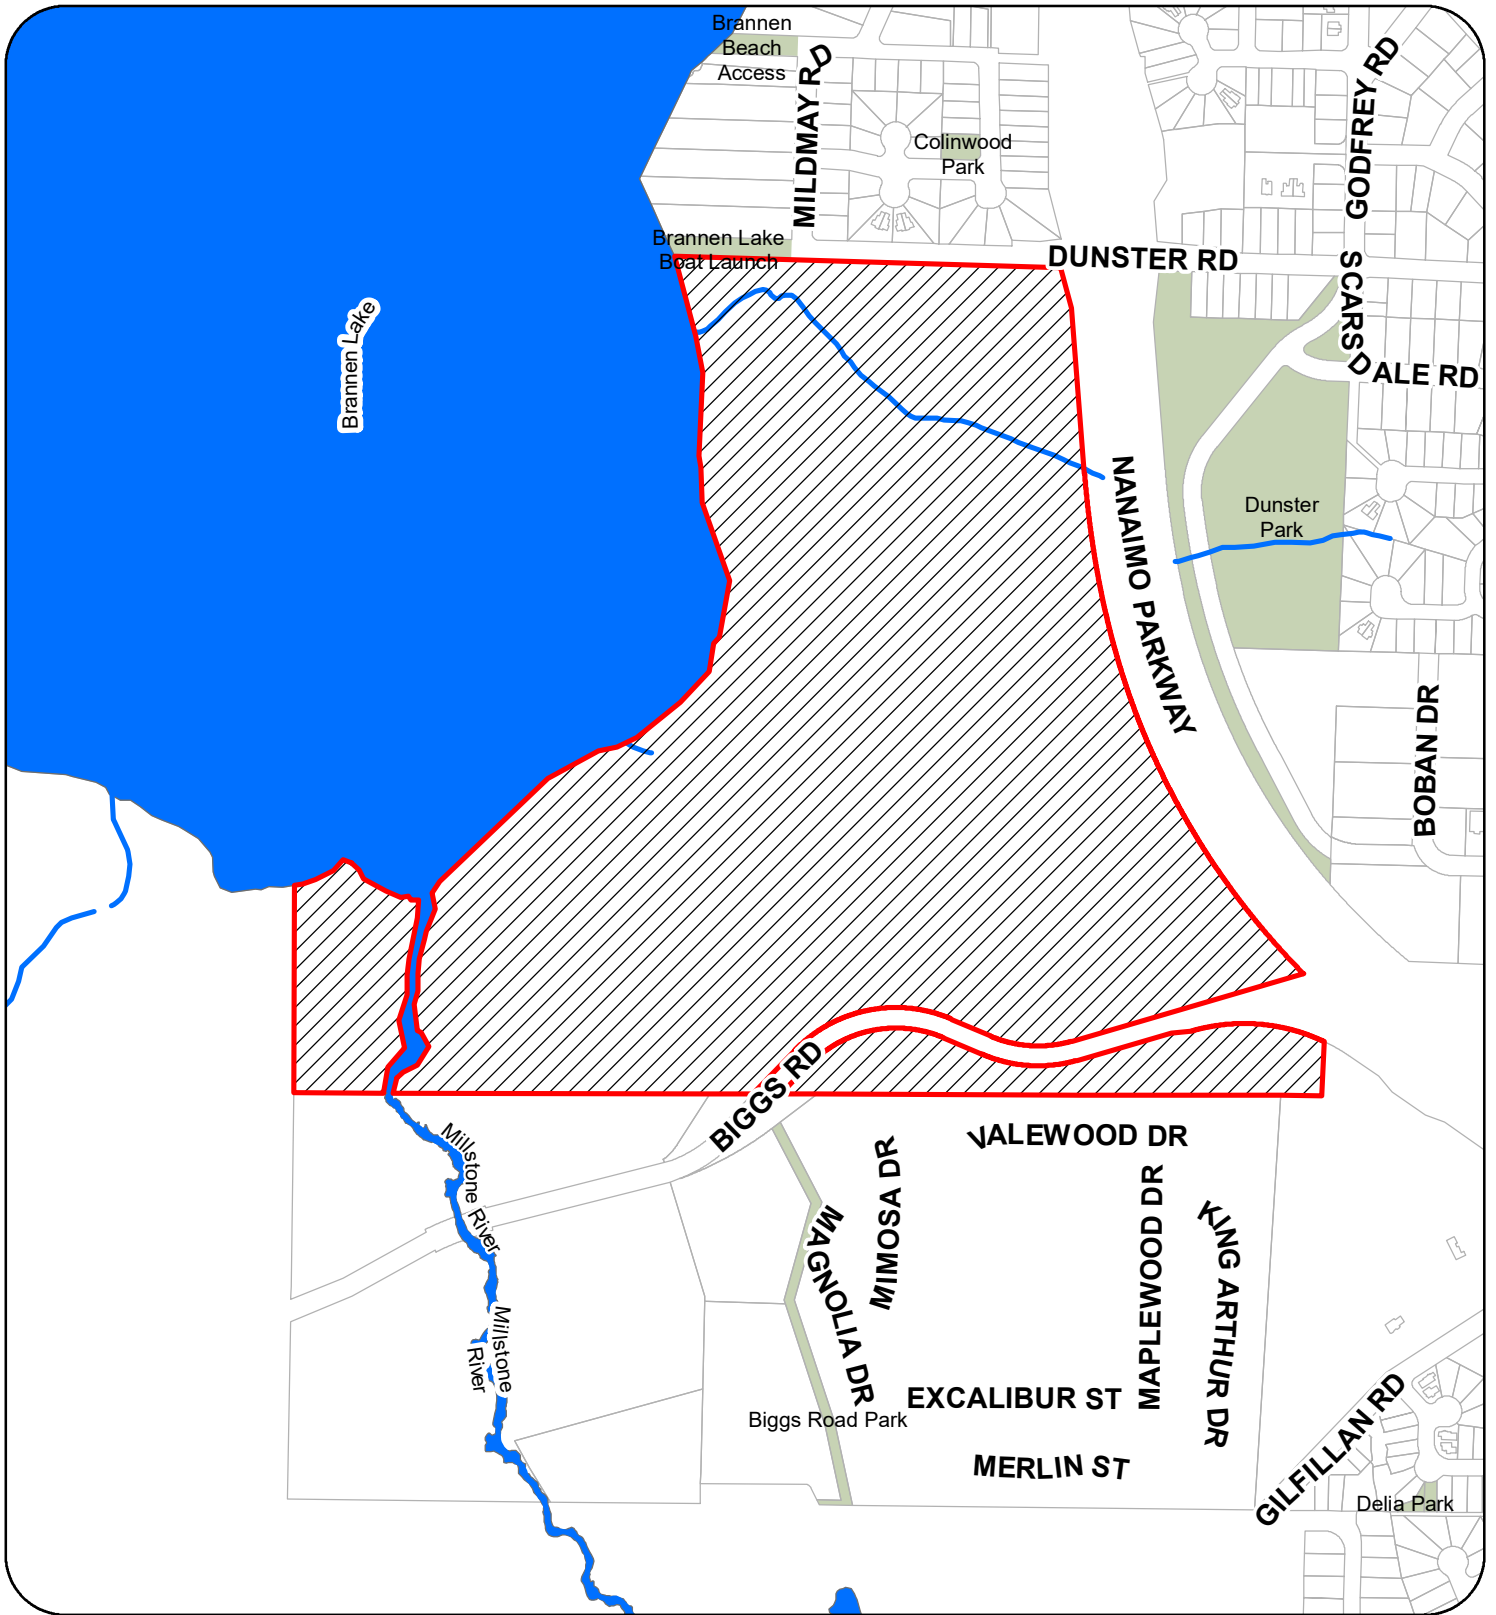 Brannen
Beach
Access
MILDMAY RD
GODFREY RD
Colinwood
Park
Brannen Lake
Boat Launch
DUNSTER RD
SCARSDALE RD
Brannen Lake
NANAIMO PARKWAY
Dunster
Park
BOBAN DR
BIGGS RD
Millstone River
VALEWOOD DR
MIMOSA DR
MAPLEWOOD DR
KING ARTHUR DR
MAGNOLIA DR
Millstone
River
EXCALIBUR ST
Biggs Road Park
MERLIN ST
GILFILLAN RD
Delia Park